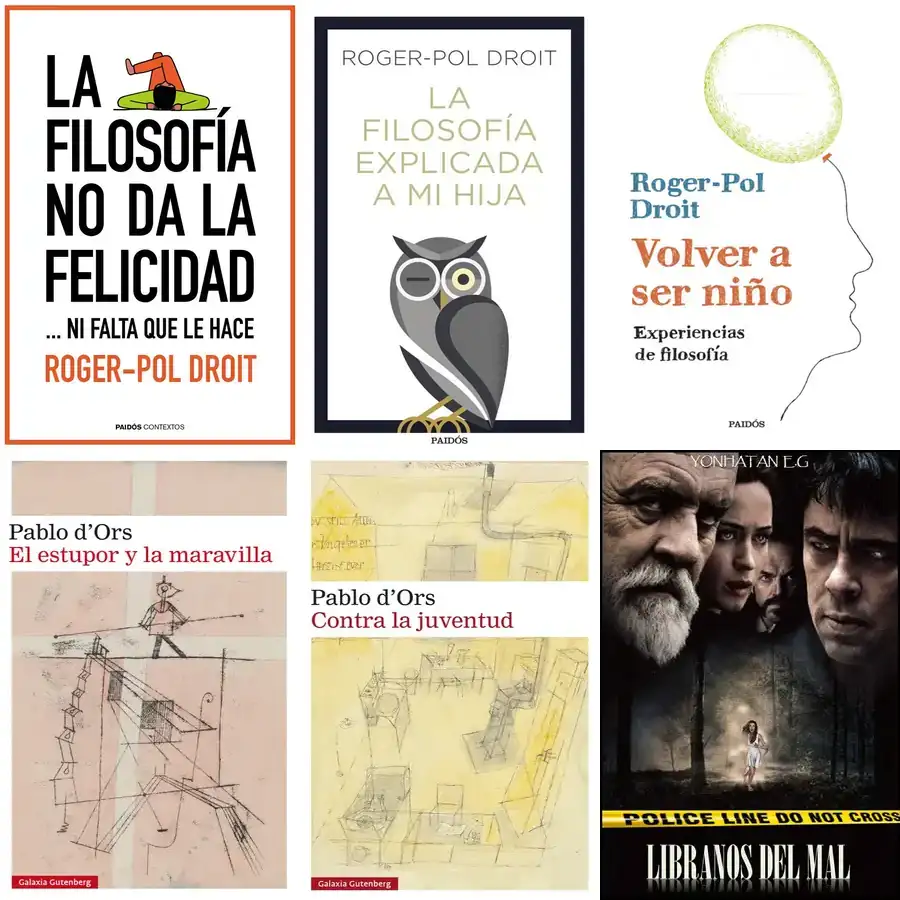 LA
FILOSOFÍA
NO DA LA
FELICIDAD
... NI FALTA QUE LE HACE
ROGER-POL DROIT
PAIDÓS CONTEXTOS
ROGER-POL DROIT
LA
FILOSOFÍA
EXPLICADA
A MI HIJA
PAIDÓS
Roger-Pol
Droit
Volver a
ser niño
Experiencias
de filosofía
PAIDÓS
Pablo d'Ors
El estupor y la maravilla
Galaxia Gutenberg
Pablo d'Ors
Contra la juventud
Galaxia Gutenberg
YONHATAN E.G
POLICE LINE DO NOT CROSS
LIBRANOS DEL MAL